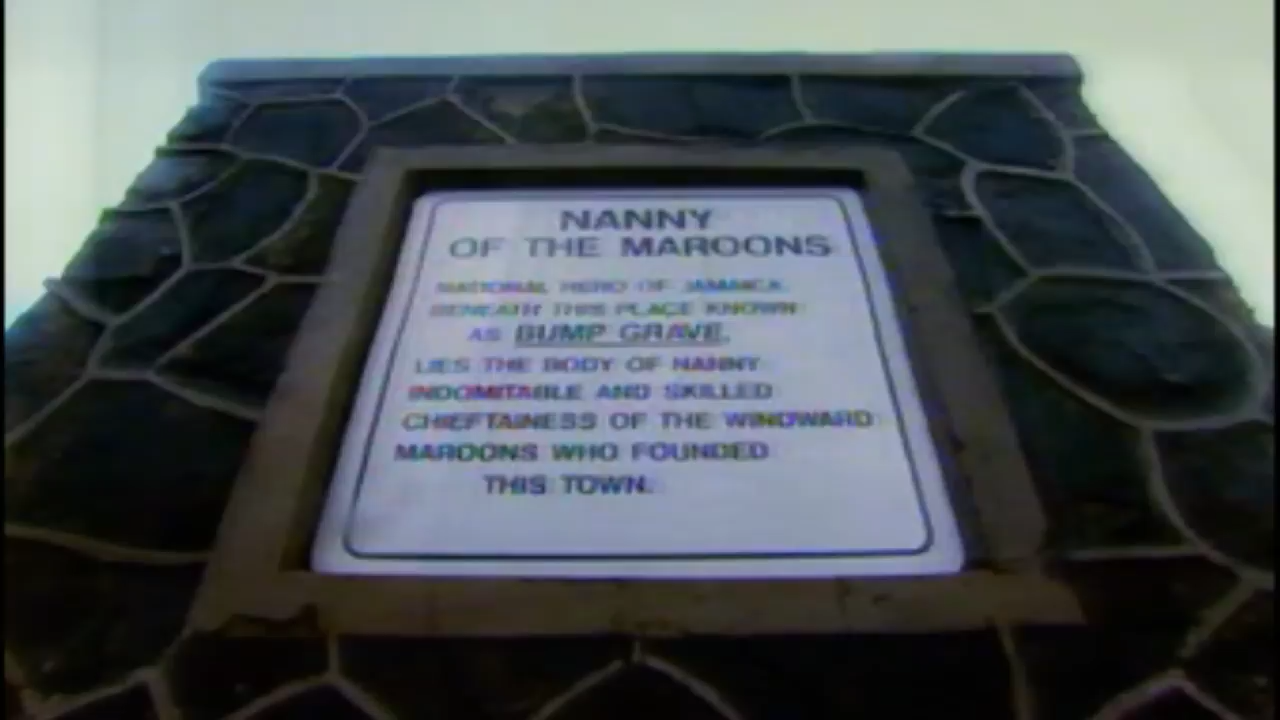 NANNY
OF THE MAROONS
NATIONAL HERO OF JAMAICA.
BENEATH THIS PLACE KNOWN
AS BUMP GRAVE,
LIES THE BODY OF NANNY
INDOMITABLE AND SKILLED
CHIEFTAINESS OF THE WINDWARD
MAROONS WHO FOUNDED
THIS TOWN.